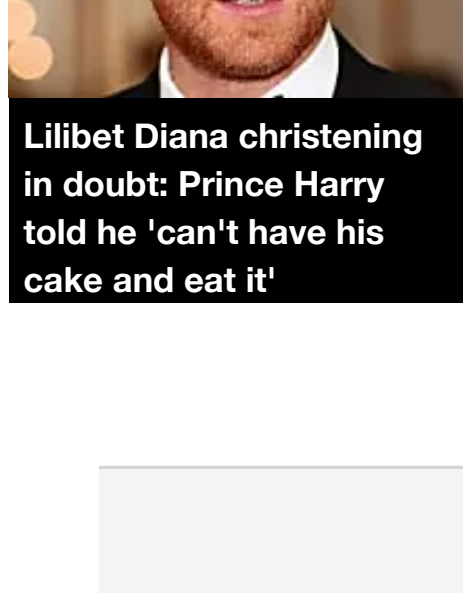 Lilibet Diana christening
in doubt: Prince Harry
told he 'can't have his
cake and eat it'